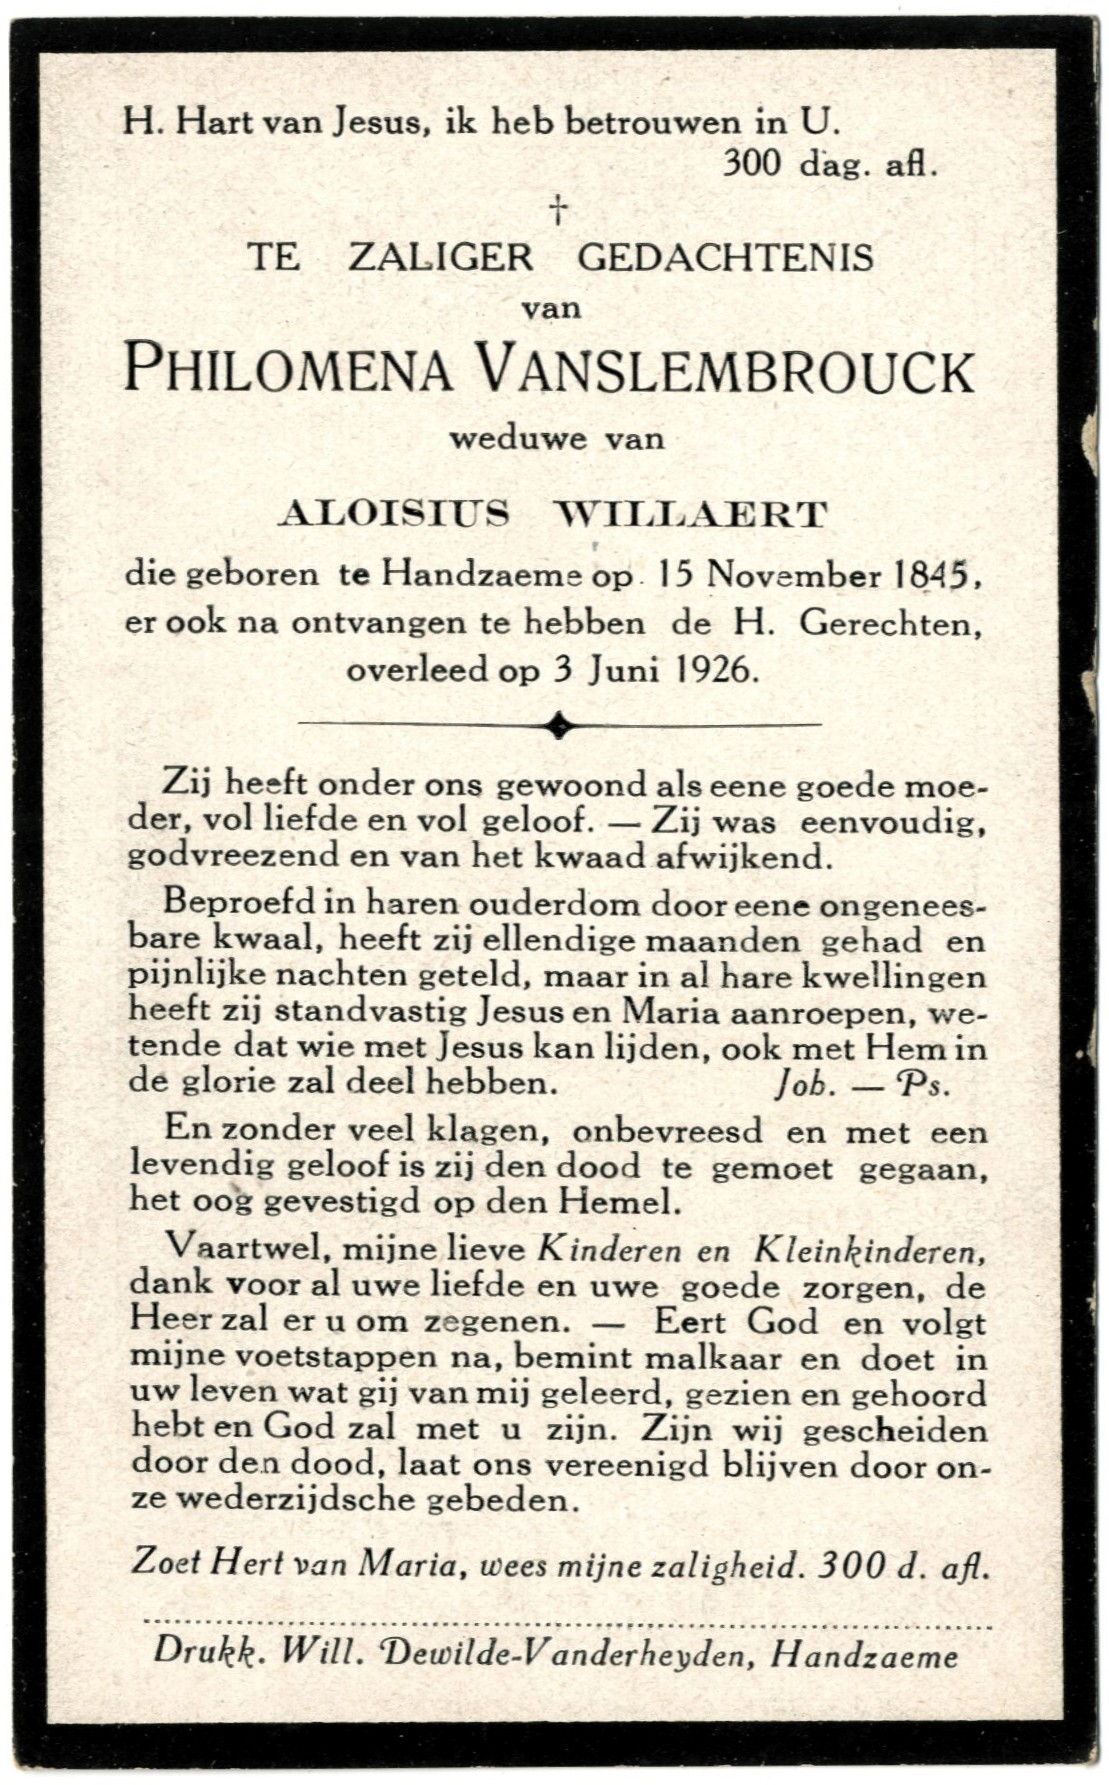 H. Hart van Jesus, ik heb betrouwen in U.
300 dag. afl.
†
TE ZALIGER GEDACHTENIS
van
PHILOMENA VANSLEMBROUCK
weduwe van
ALOISIUS WILLAERT
die geboren te Handzaeme op 15 November 1845,
er ook na ontvangen te hebben de H. Gerechten,
overleed op 3 Juni 1926.
Zij heeft onder ons gewoond als eene goede moe-
der, vol liefde en vol geloof. — Zij was eenvoudig,
godvreezend en van het kwaad afwijkend.
Beproefd in haren ouderdom door eene ongenees-
bare kwaal, heeft zij ellendige maanden gehad en
pijnlijke nachten geteld, maar in al hare kwellingen
heeft zij standvastig Jesus en Maria aanroepen, we-
tende dat wie met Jesus kan lijden, ook met Hem in
de glorie zal deel hebben. Job. — Ps.
En zonder veel klagen, onbevreesd en met een
levendig geloof is zij den dood te gemoet gegaan,
het oog gevestigd op den Hemel.
Vaartwel, mijne lieve Kinderen en Kleinkinderen,
dank voor al uwe liefde en uwe goede zorgen, de
Heer zal er u om zegenen. — Eert God en volgt
mijne voetstappen na, bemint malkaar en doet in
uw leven wat gij van mij geleerd, gezien en gehoord
hebt en God zal met u zijn. Zijn wij gescheiden
door den dood, laat ons vereenigd blijven door on-
ze wederzijdsche gebeden.
Zoet Hert van Maria, wees mijne zaligheid. 300 d. afl.
Drukk. Will. Dewilde-Vanderheyden, Handzaeme